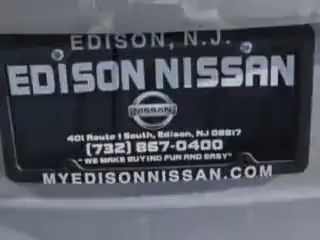 EDISON, N.J.
EDISON NISSAN
NISSAN
401 Route 1 South, Edison, NJ 08817
(732) 867-0400
"WE MAKE BUYING FUN AND EASY"
MYEDISONNISSAN.COM